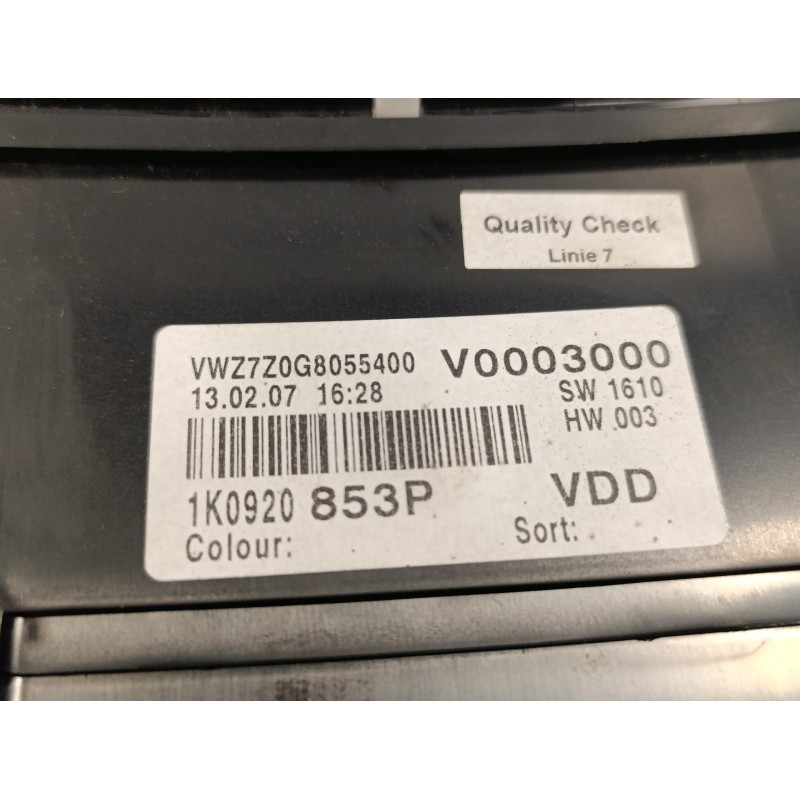 Quality Check
Linie 7
VWZ7Z0G8055400 V0003000
13.02.07 16:28 SW 1610
HW 003
1K0920 853P VDD
Colour: Sort: